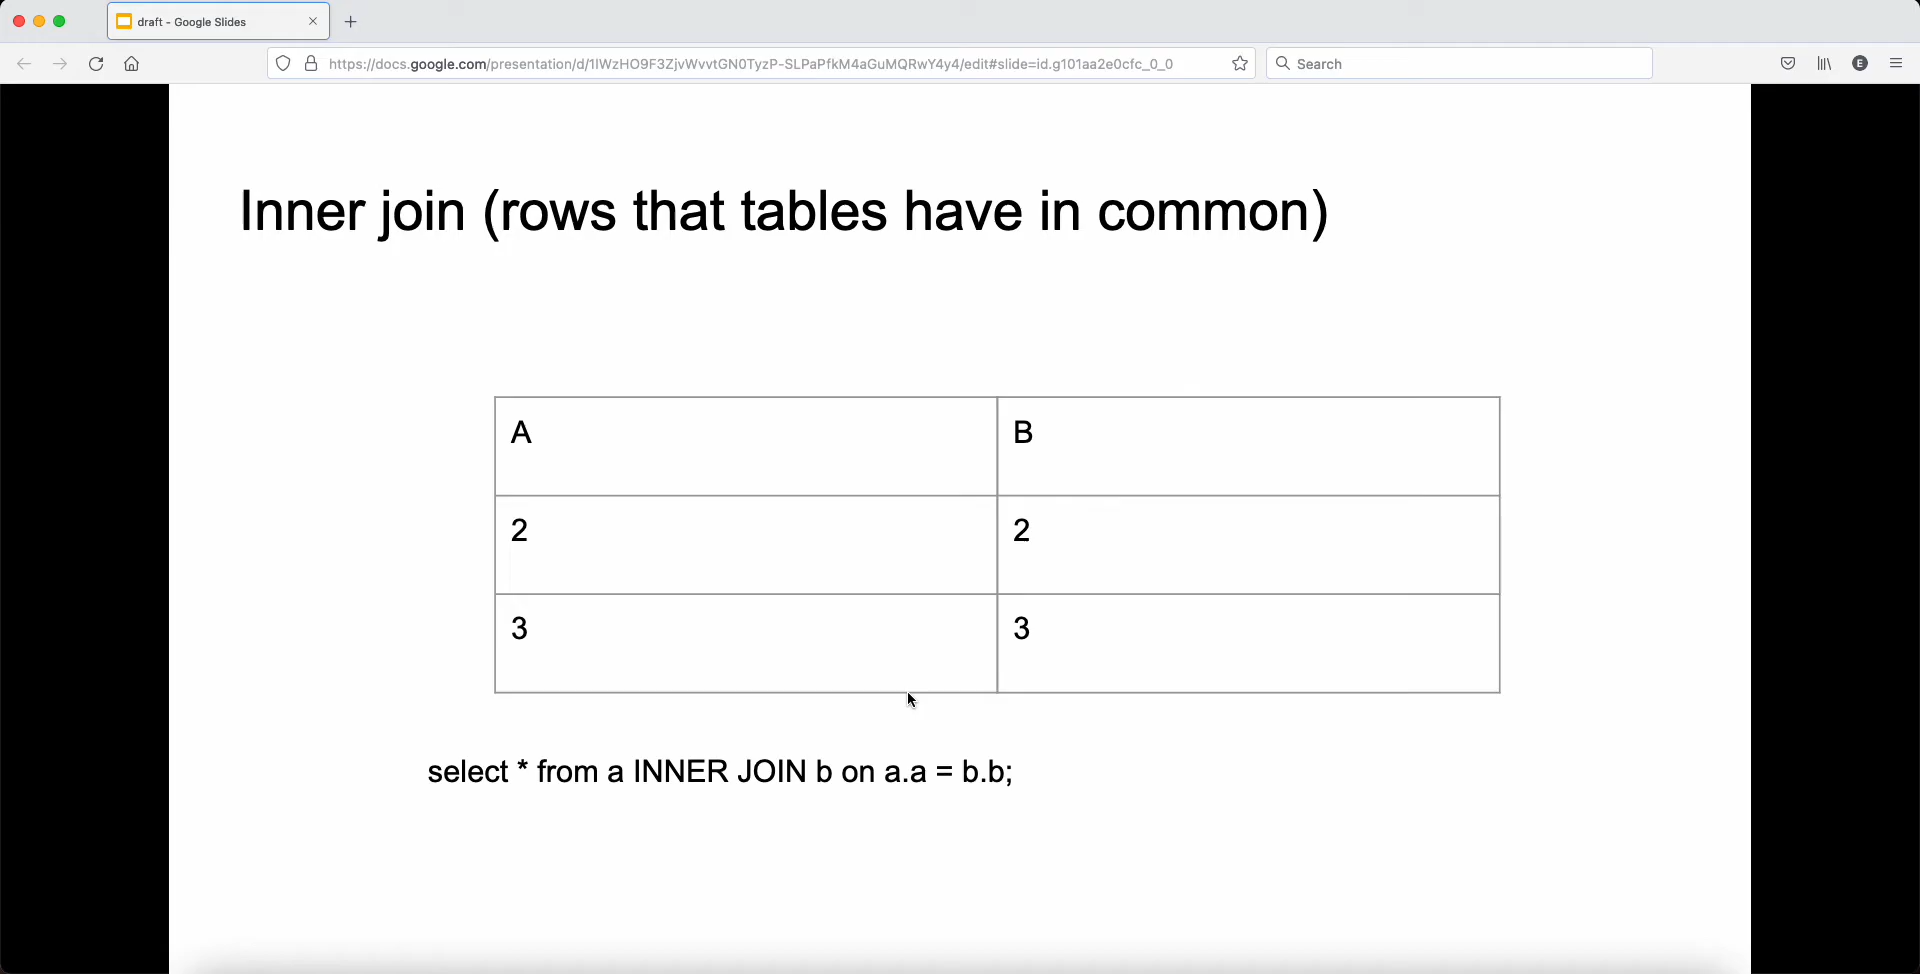 draft - Google Slides
https://docs.google.com/presentation/d/1IWzHO9F3ZjvWvvtGN0TyzP-SLPaPfkM4aGuMQRwY4y4/edit#slide=id.g101aa2e0cfc_0_0
Search
E
Inner join (rows that tables have in common)
A B
2 2
3 3
select * from a INNER JOIN b on a.a = b.b;